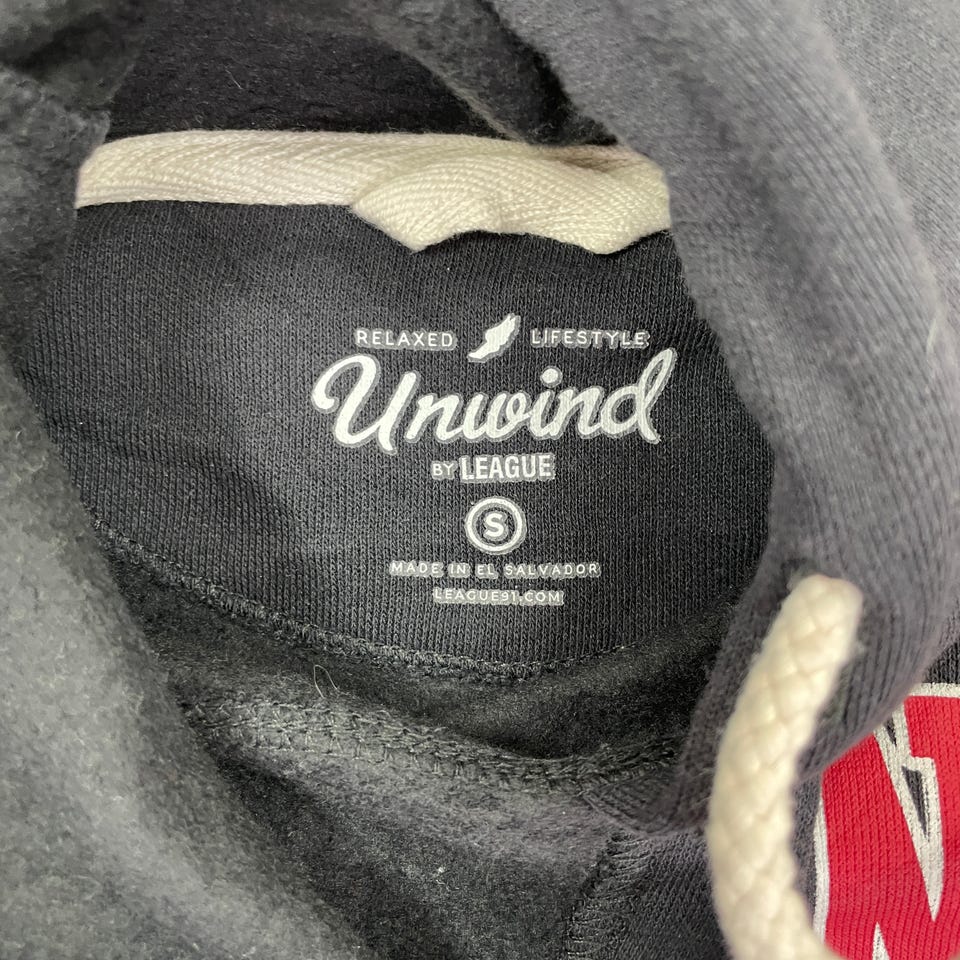 RELAXED LIFESTYLE
Unwind
BY LEAGUE
S
MADE IN EL SALVADOR
LEAGUE91.COM